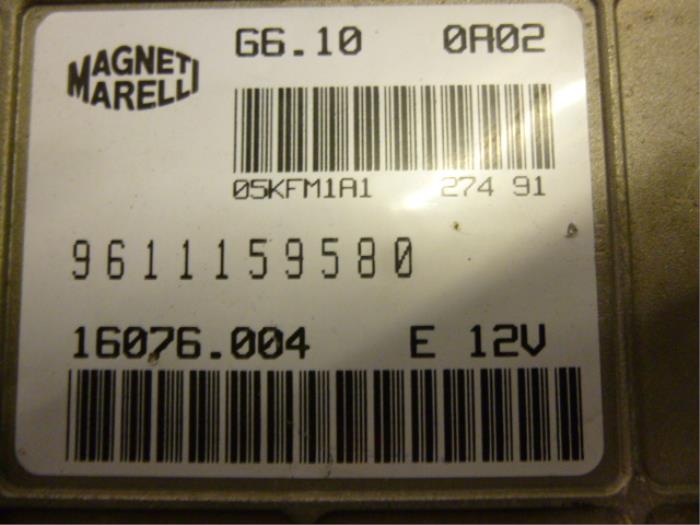 MAGNETI
MARELLI
G6.10 0A02
05KFM1A1 274 91
9611159580
16076.004 E 12V